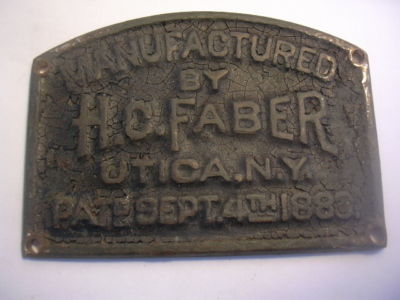 MANUFACTURED
BY
H.C. FABER
UTICA, N.Y.
PAT'D SEPT. 4TH 1883.